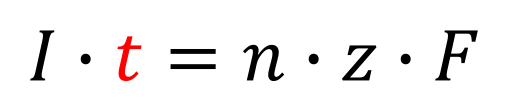 I · t = n · z · F